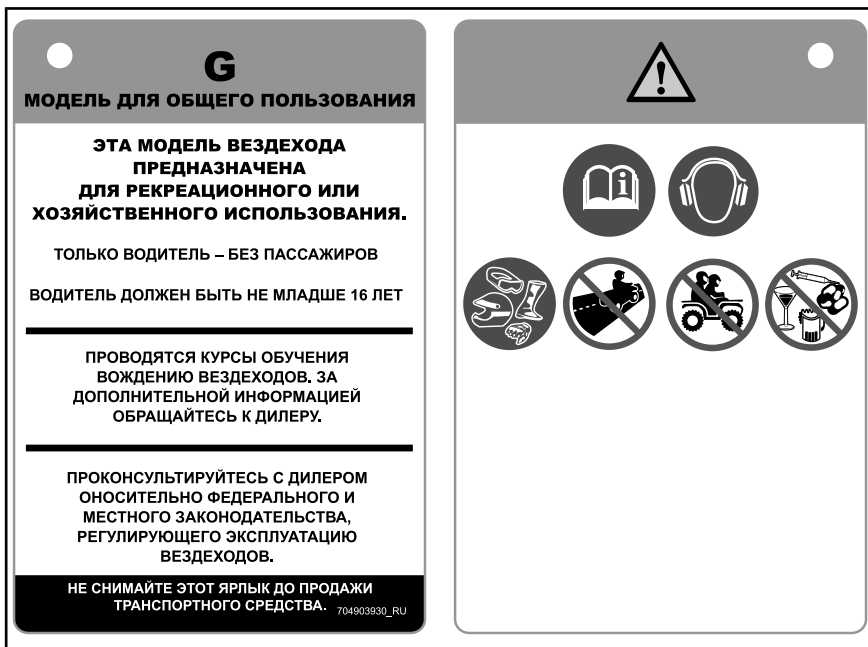 G
МОДЕЛЬ ДЛЯ ОБЩЕГО ПОЛЬЗОВАНИЯ
ЭТА МОДЕЛЬ ВЕЗДЕХОДА
ПРЕДНАЗНАЧЕНА
ДЛЯ РЕКРЕАЦИОННОГО ИЛИ
ХОЗЯЙСТВЕННОГО ИСПОЛЬЗОВАНИЯ.
ТОЛЬКО ВОДИТЕЛЬ – БЕЗ ПАССАЖИРОВ
ВОДИТЕЛЬ ДОЛЖЕН БЫТЬ НЕ МЛАДШЕ 16 ЛЕТ
ПРОВОДЯТСЯ КУРСЫ ОБУЧЕНИЯ
ВОЖДЕНИЮ ВЕЗДЕХОДОВ. ЗА
ДОПОЛНИТЕЛЬНОЙ ИНФОРМАЦИЕЙ
ОБРАЩАЙТЕСЬ К ДИЛЕРУ.
ПРОКОНСУЛЬТИРУЙТЕСЬ С ДИЛЕРОМ
ОНОСИТЕЛЬНО ФЕДЕРАЛЬНОГО И
МЕСТНОГО ЗАКОНОДАТЕЛЬСТВА,
РЕГУЛИРУЮЩЕГО ЭКСПЛУАТАЦИЮ
ВЕЗДЕХОДОВ.
НЕ СНИМАЙТЕ ЭТОТ ЯРЛЫК ДО ПРОДАЖИ
ТРАНСПОРТНОГО СРЕДСТВА. 704903930_RU